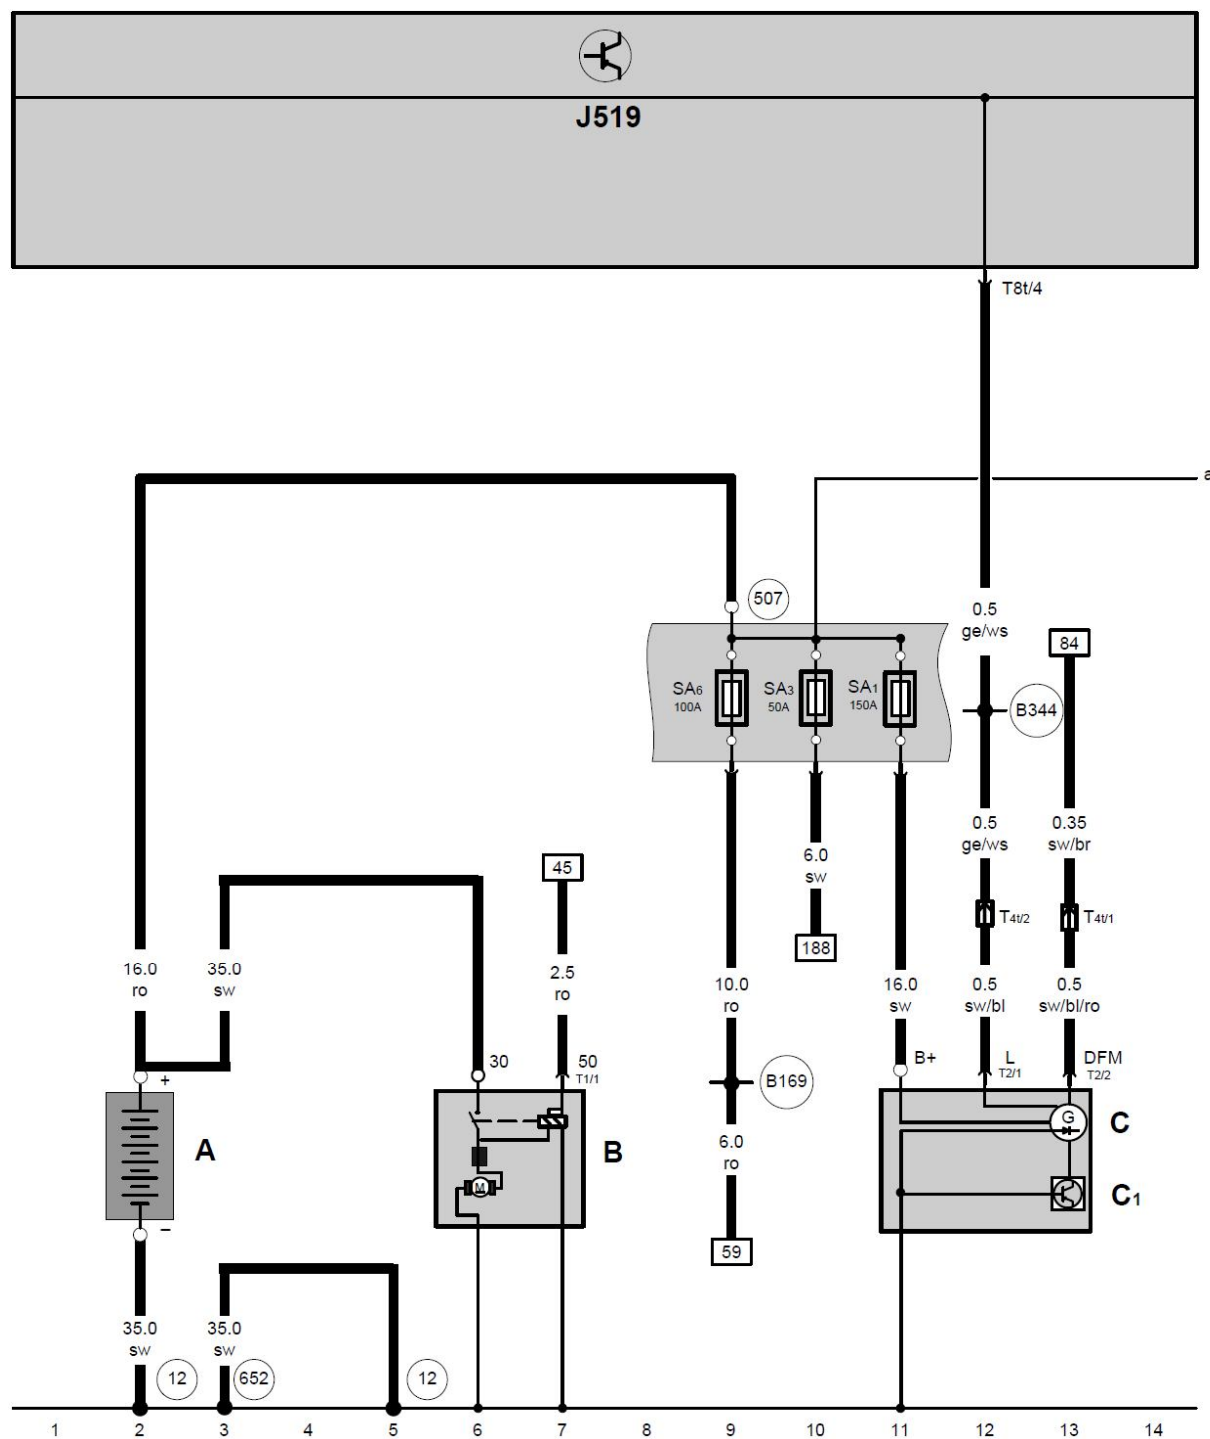 J519
T8t/4
a
507
0.5
ge/ws
84
SA6
100A
SA3
50A
SA1
150A
B344
0.5
ge/ws
0.35
sw/br
6.0
sw
45
T4t/2
T4t/1
188
16.0
ro
35.0
sw
2.5
ro
10.0
ro
16.0
sw
0.5
sw/bl
0.5
sw/bl/ro
30
50
T1/1
B+
L
T2/1
DFM
T2/2
+
B169
G
C
A
B
6.0
ro
M
C1
−
59
35.0
sw
35.0
sw
12
652
12
1 2 3 4 5 6 7 8 9 10 11 12 13 14